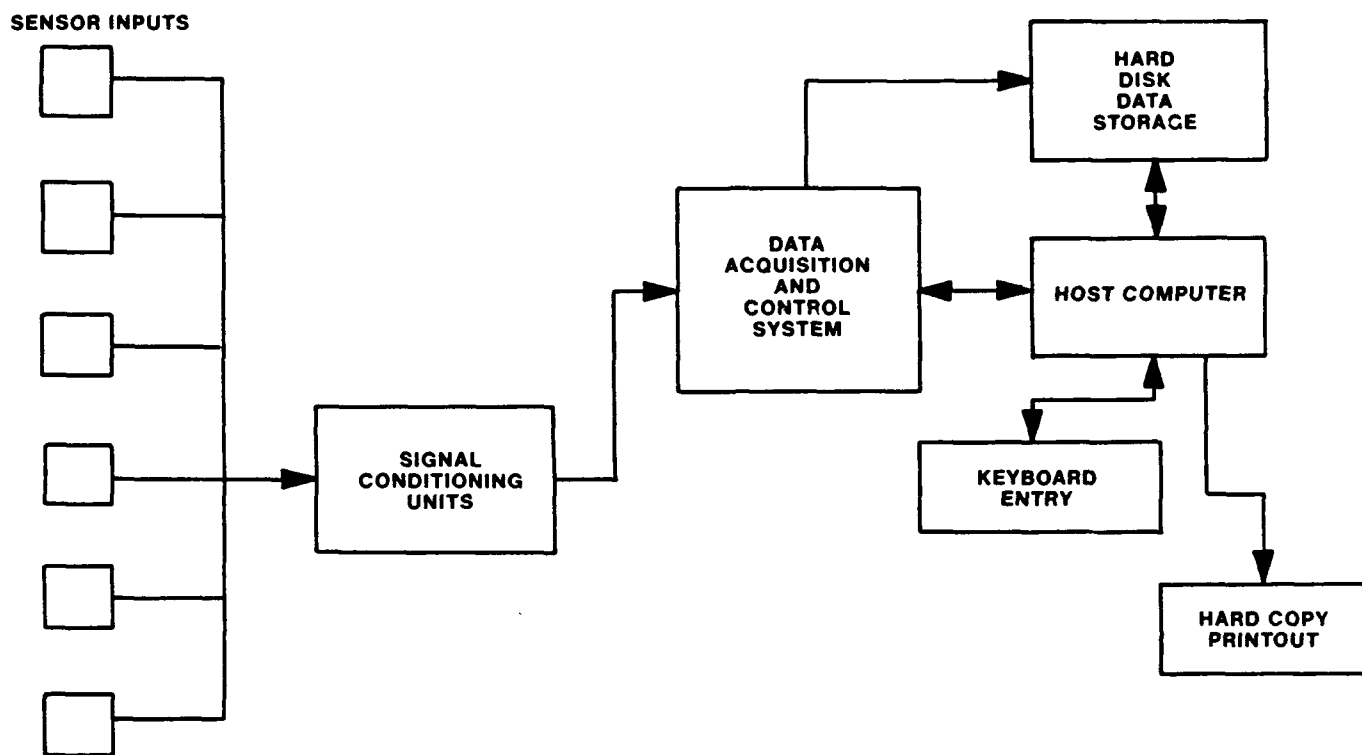 SENSOR INPUTS
HARD
DISK
DATA
STORAGE
DATA
ACQUISITION
AND
CONTROL
SYSTEM
HOST COMPUTER
SIGNAL
CONDITIONING
UNITS
KEYBOARD
ENTRY
HARD COPY
PRINTOUT